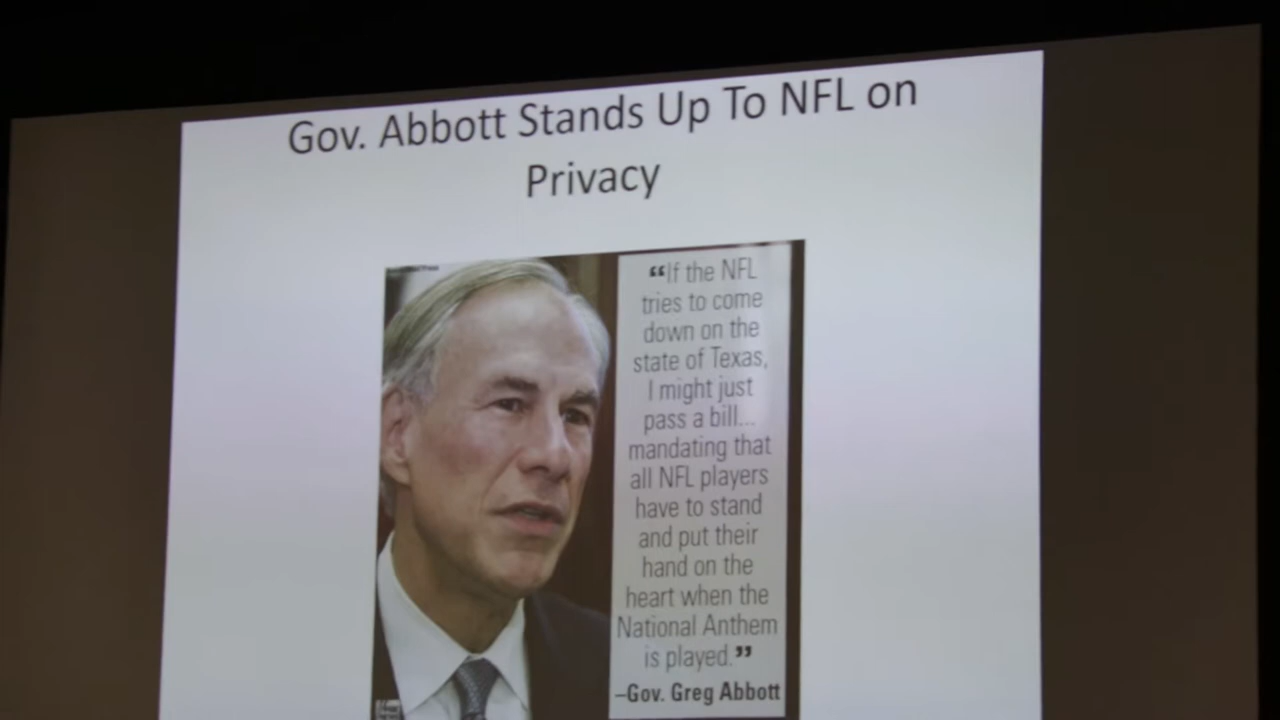 Gov. Abbott Stands Up To NFL on
Privacy
“If the NFL
tries to come
down on the
state of Texas,
I might just
pass a bill...
mandating that
all NFL players
have to stand
and put their
hand on the
heart when the
National Anthem
is played.”
–Gov. Greg Abbott